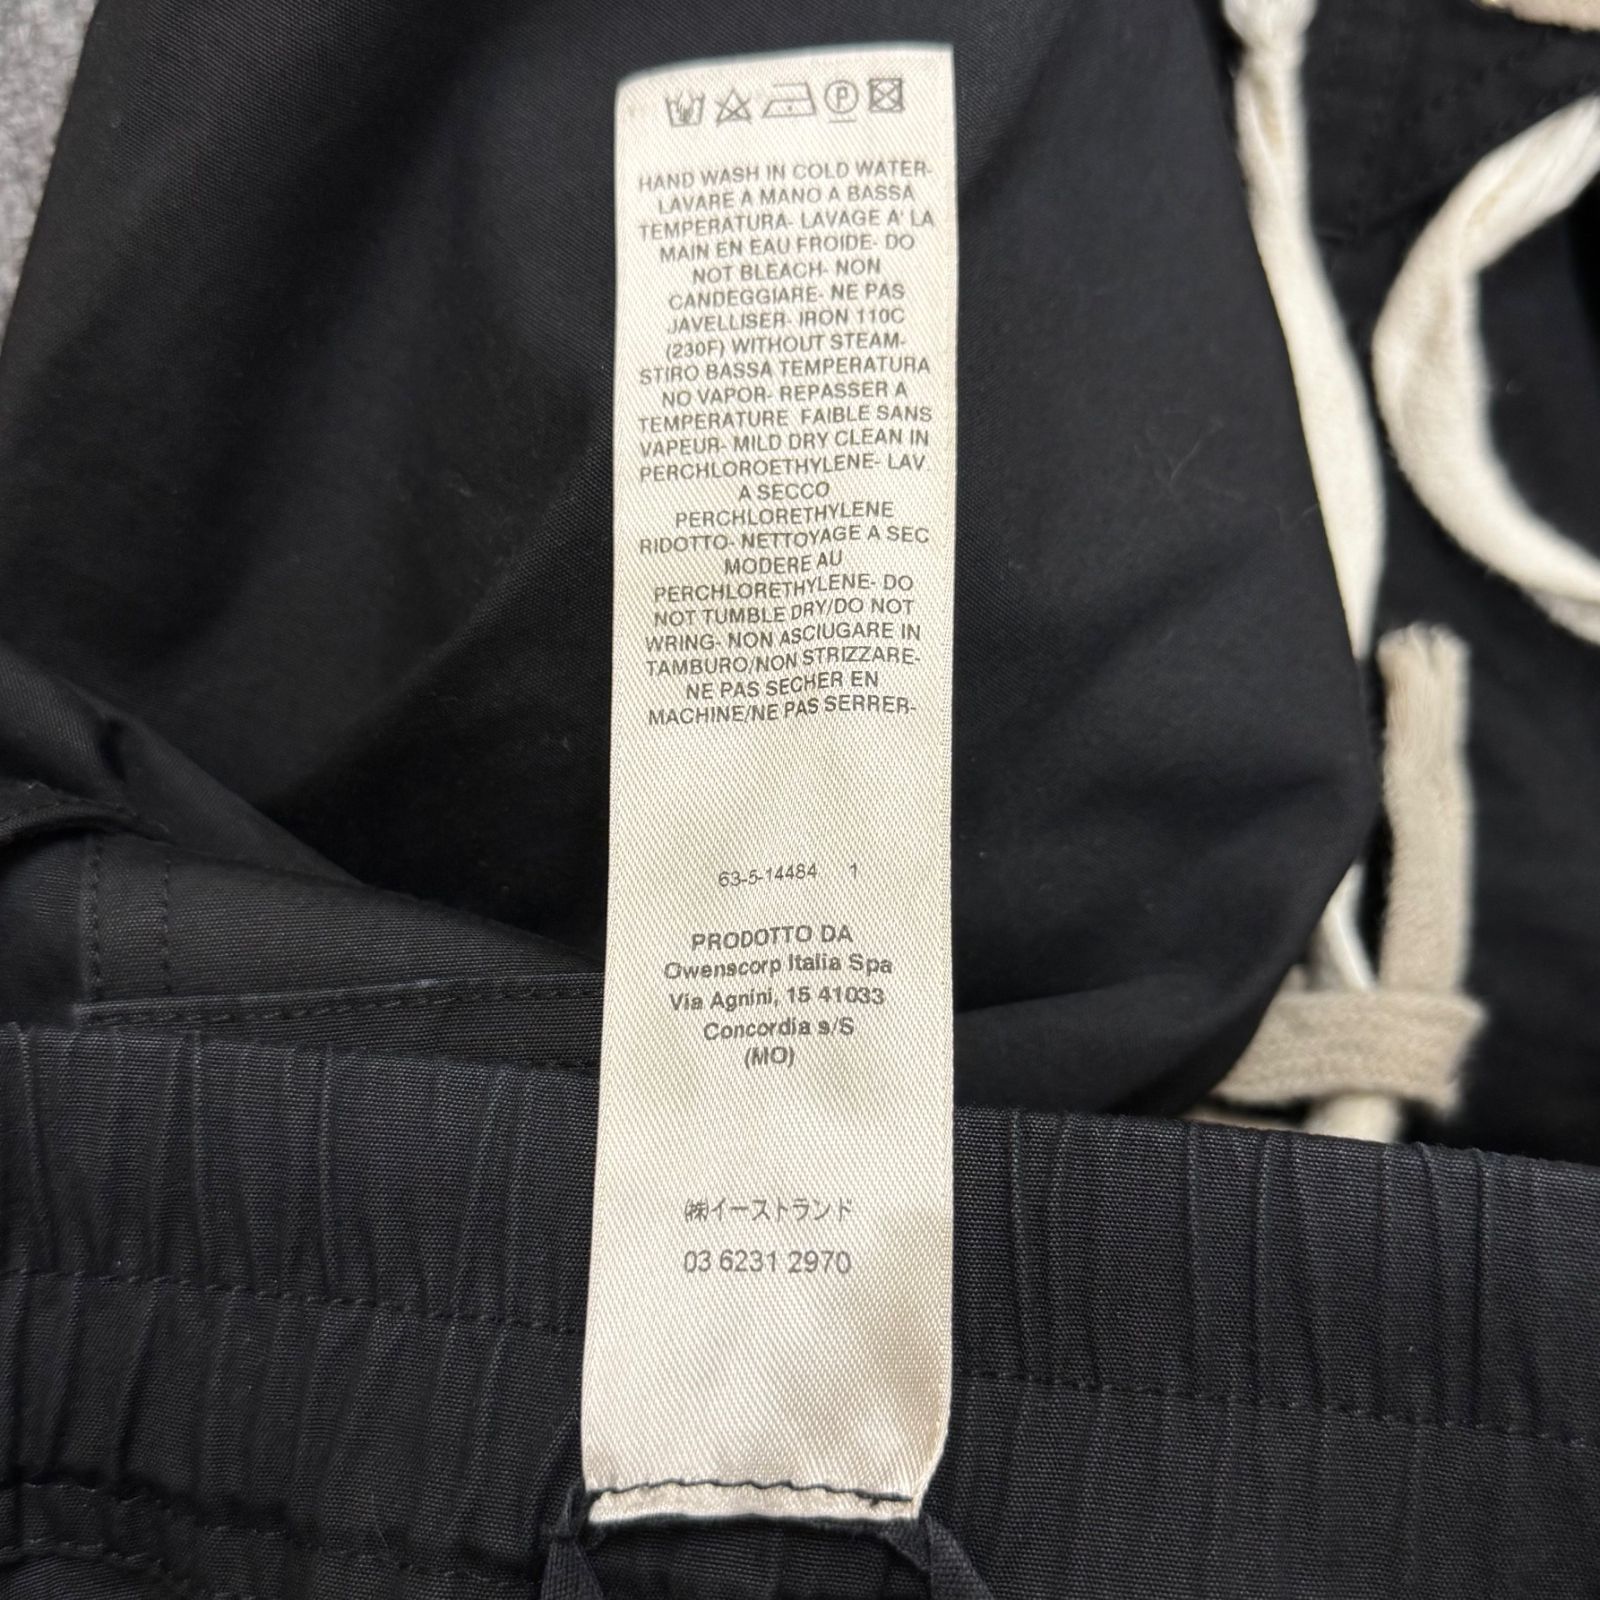 P
HAND WASH IN COLD WATER-
LAVARE A MANO A BASSA
TEMPERATURA- LAVAGE A' LA
MAIN EN EAU FROIDE- DO
NOT BLEACH- NON
CANDEGGIARE- NE PAS
JAVELLISER- IRON 110C
(230F) WITHOUT STEAM-
STIRO BASSA TEMPERATURA
NO VAPOR- REPASSER A
TEMPERATURE FAIBLE SANS
VAPEUR- MILD DRY CLEAN IN
PERCHLOROETHYLENE- LAV.
A SECCO
PERCHLORETHYLENE
RIDOTTO- NETTOYAGE A SEC
MODERE AU
PERCHLORETHYLENE- DO
NOT TUMBLE DRY/DO NOT
WRING- NON ASCIUGARE IN
TAMBURO/NON STRIZZARE-
NE PAS SECHER EN
MACHINE/NE PAS SERRER-
63-5-14484 1
PRODOTTO DA
Owenscorp Italia Spa
Via Agnini, 15 41033
Concordia s/S
(MO)
㈱イーストランド
03 6231 2970